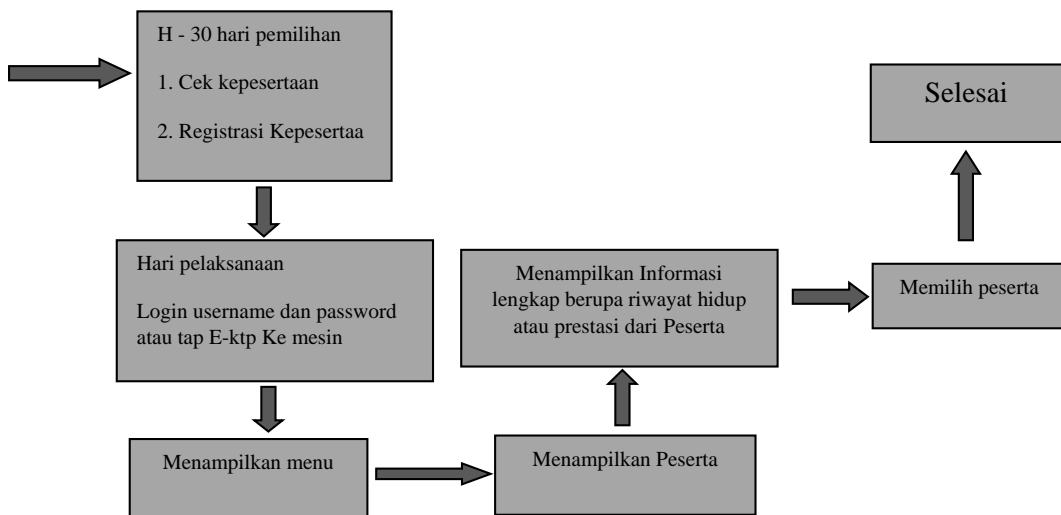 H - 30 hari pemilihan
1. Cek kepesertaan
2. Registrasi Kepesertaa
Hari pelaksanaan
Login username dan password
atau tap E-ktp Ke mesin
Menampilkan menu
Menampilkan Peserta
Menampilkan Informasi
lengkap berupa riwayat hidup
atau prestasi dari Peserta
Memilih peserta
Selesai